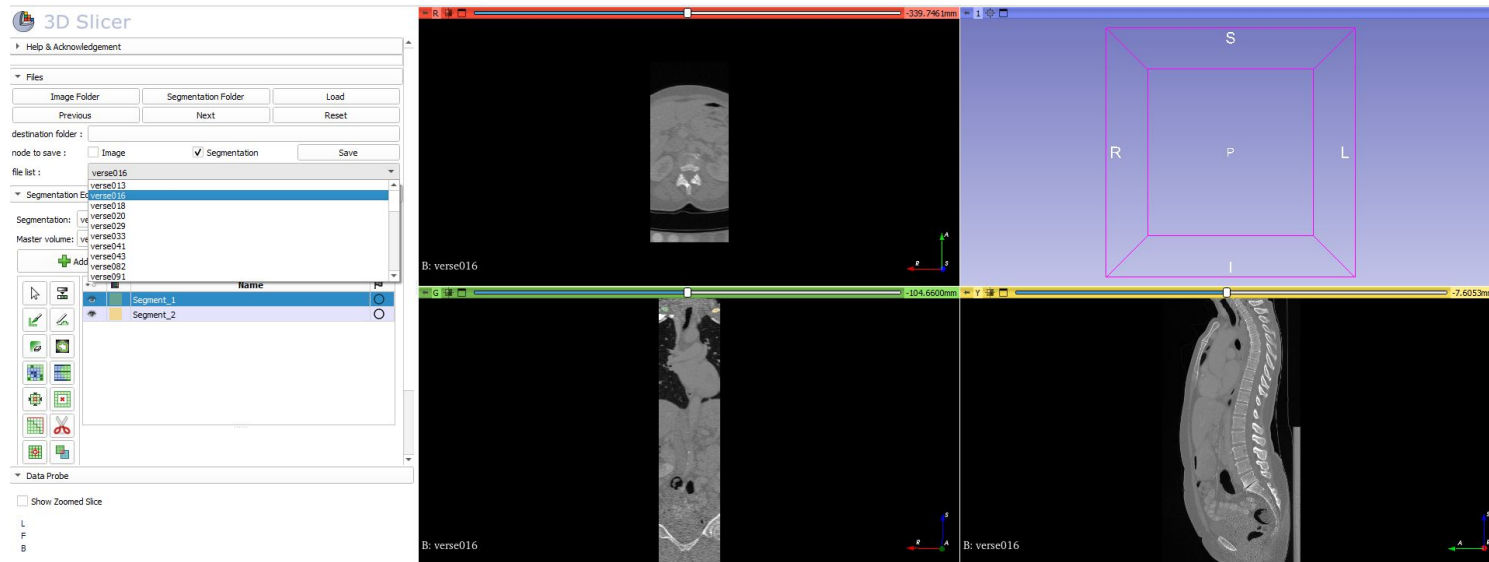 3D Slicer
Help & Acknowledgement
Files
Image Folder Segmentation Folder Load
Previous Next Reset
destination folder :
node to save : Image Segmentation Save
file list : verse016
verse013
verse016
verse018
verse020
verse029
verse033
verse041
verse043
verse082
verse091
Segmentation Ed
Segmentation: ve
Master volume: ve
Add
Name
Segment_1
Segment_2
Data Probe
Show Zoomed Slice
L
F
B
R -339.7461mm
A
R
S
B: verse016
1
S
R P L
I
G -104.6600mm
S
R
A
B: verse016
Y -7.6053mm
S
A
B: verse016